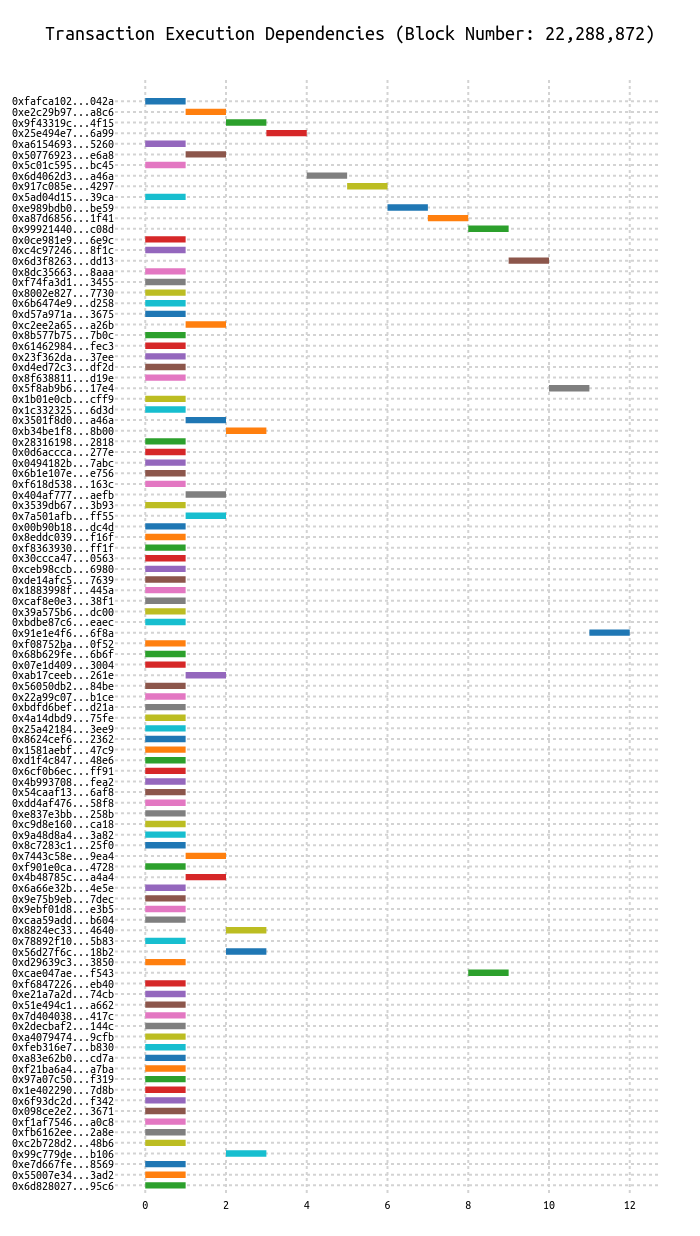 Transaction Execution Dependencies (Block Number: 22,288,872)
0xfafca102...042a
0xe2c29b97...a8c6
0x9f43319c...4f15
0x25e494e7...6a99
0xa6154693...5260
0x50776923...e6a8
0x5c01c595...bc45
0x6d4062d3...a46a
0x917c085e...4297
0x5ad04d15...39ca
0xe989bdb0...be59
0xa87d6856...1f41
0x99921440...c08d
0x0ce981e9...6e9c
0xc4c97246...8f1c
0x6d3f8263...dd13
0x8dc35663...8aaa
0xf74fa3d1...3455
0x8002e827...7730
0x6b6474e9...d258
0xd57a971a...3675
0xc2ee2a65...a26b
0x8b577b75...7b0c
0x61462984...fec3
0x23f362da...37ee
0xd4ed72c3...df2d
0x8f638811...d19e
0x5f8ab9b6...17e4
0x1b01e0cb...cff9
0x1c332325...6d3d
0x3501f8d0...a46a
0xb34be1f8...8b00
0x28316198...2818
0x0d6accca...277e
0x0494182b...7abc
0x6b1e107e...e756
0xf618d538...163c
0x404af777...aefb
0x3539db67...3b93
0x7a501afb...ff55
0x00b90b18...dc4d
0x8eddc039...f16f
0xf8363930...ff1f
0x30ccca47...0563
0xceb98ccb...6980
0xde14afc5...7639
0x1883998f...445a
0xcaf8e0e3...38f1
0x39a575b6...dc00
0xbdbe87c6...eaec
0x91e1e4f6...6f8a
0xf08752ba...0f52
0x68b629fe...6b6f
0x07e1d409...3004
0xab17ceeb...261e
0x56050db2...84be
0x22a99c07...b1ce
0xbdfd6bef...d21a
0x4a14dbd9...75fe
0x25a42184...3ee9
0x8624cef6...2362
0x1581aebf...47c9
0xd1f4c847...48e6
0x6cf0b6ec...ff91
0x4b993708...fea2
0x54caaf13...6af8
0xdd4af476...58f8
0xe837e3bb...258b
0xc9d8e160...ca18
0x9a48d8a4...3a82
0x8c7283c1...25f0
0x7443c58e...9ea4
0xf901e0ca...4728
0x4b48785c...a4a4
0x6a66e32b...4e5e
0x9e75b9eb...7dec
0x9ebf01d8...e3b5
0xcaa59add...b604
0x8824ec33...4640
0x78892f10...5b83
0x56d27f6c...18b2
0xd29639c3...3850
0xcae047ae...f543
0xf6847226...eb40
0xe21a7a2d...74cb
0x51e494c1...a662
0x7d404038...417c
0x2decbaf2...144c
0xa4079474...9cfb
0xfeb316e7...b830
0xa83e62b0...cd7a
0xf21ba6a4...a7ba
0x97a07c50...f319
0x1e402290...7d8b
0x6f93dc2d...f342
0x098ce2e2...3671
0xf1af7546...a0c8
0xfb6162ee...2a8e
0xc2b728d2...48b6
0x99c779de...b106
0xe7d667fe...8569
0x55007e34...3ad2
0x6d828027...95c6
0 2 4 6 8 10 12